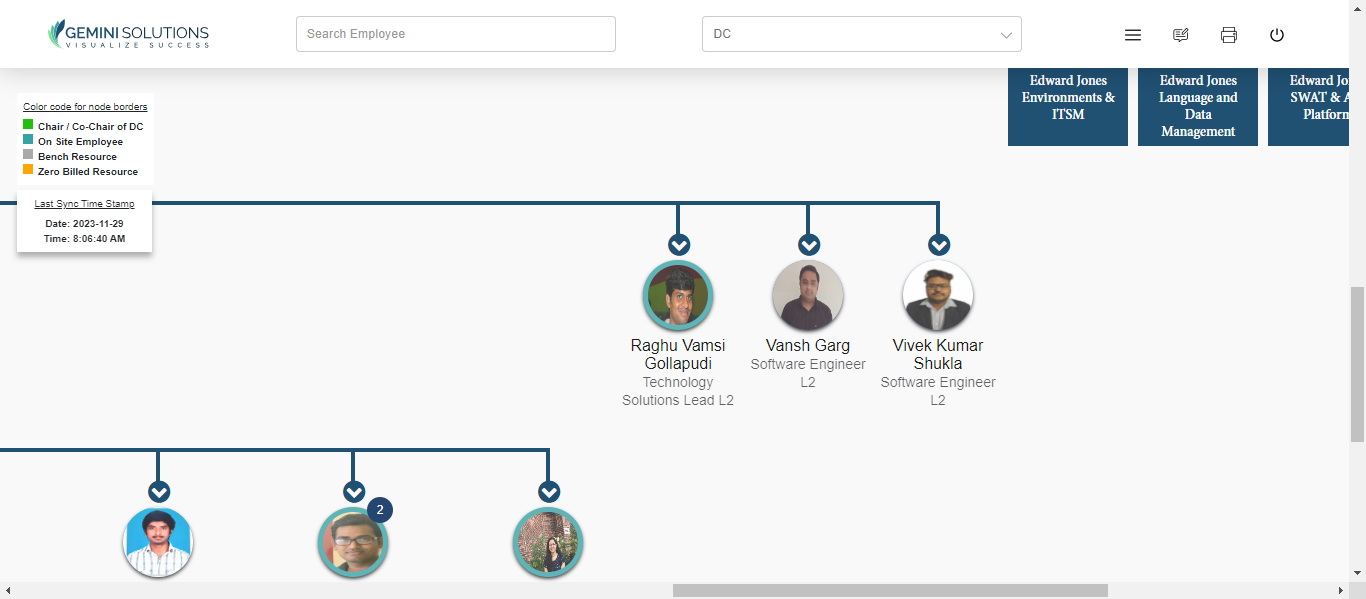 GEMINI SOLUTIONS
VISUALIZE SUCCESS
Search Employee
DC
Edward Jones
Environments &
ITSM
Edward Jones
Language and
Data
Management
Edward Jo
SWAT & A
Platform
Color code for node borders
Chair / Co-Chair of DC
On Site Employee
Bench Resource
Zero Billed Resource
Last Sync Time Stamp
Date: 2023-11-29
Time: 8:06:40 AM
Raghu Vamsi
Gollapudi
Technology
Solutions Lead L2
Vansh Garg
Software Engineer
L2
Vivek Kumar
Shukla
Software Engineer
L2
2